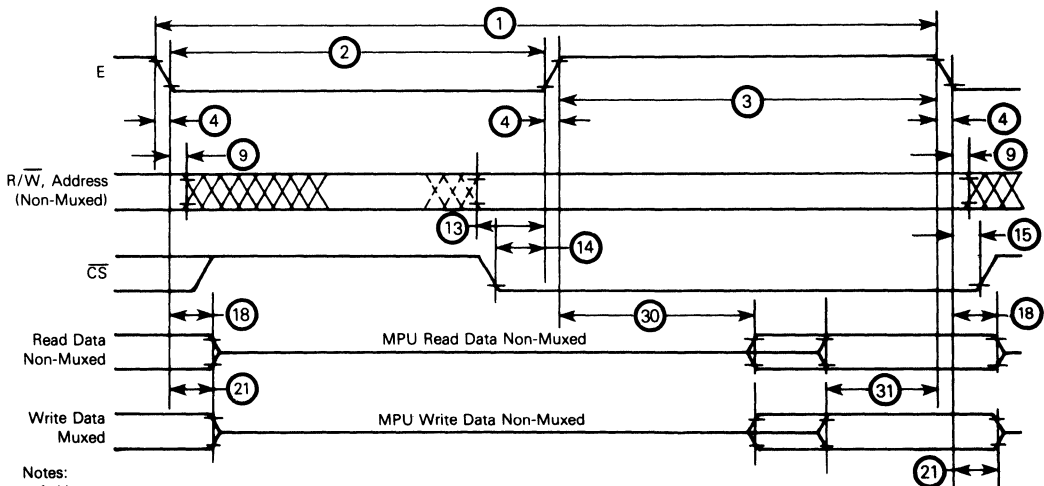 1
2
E
3
4
4
4
9
9
R/W̅, Address
(Non-Muxed)
13
14
15
C̅S̅
18
30
18
Read Data
Non-Muxed
MPU Read Data Non-Muxed
21
31
Write Data
Muxed
MPU Write Data Non-Muxed
Notes:
21